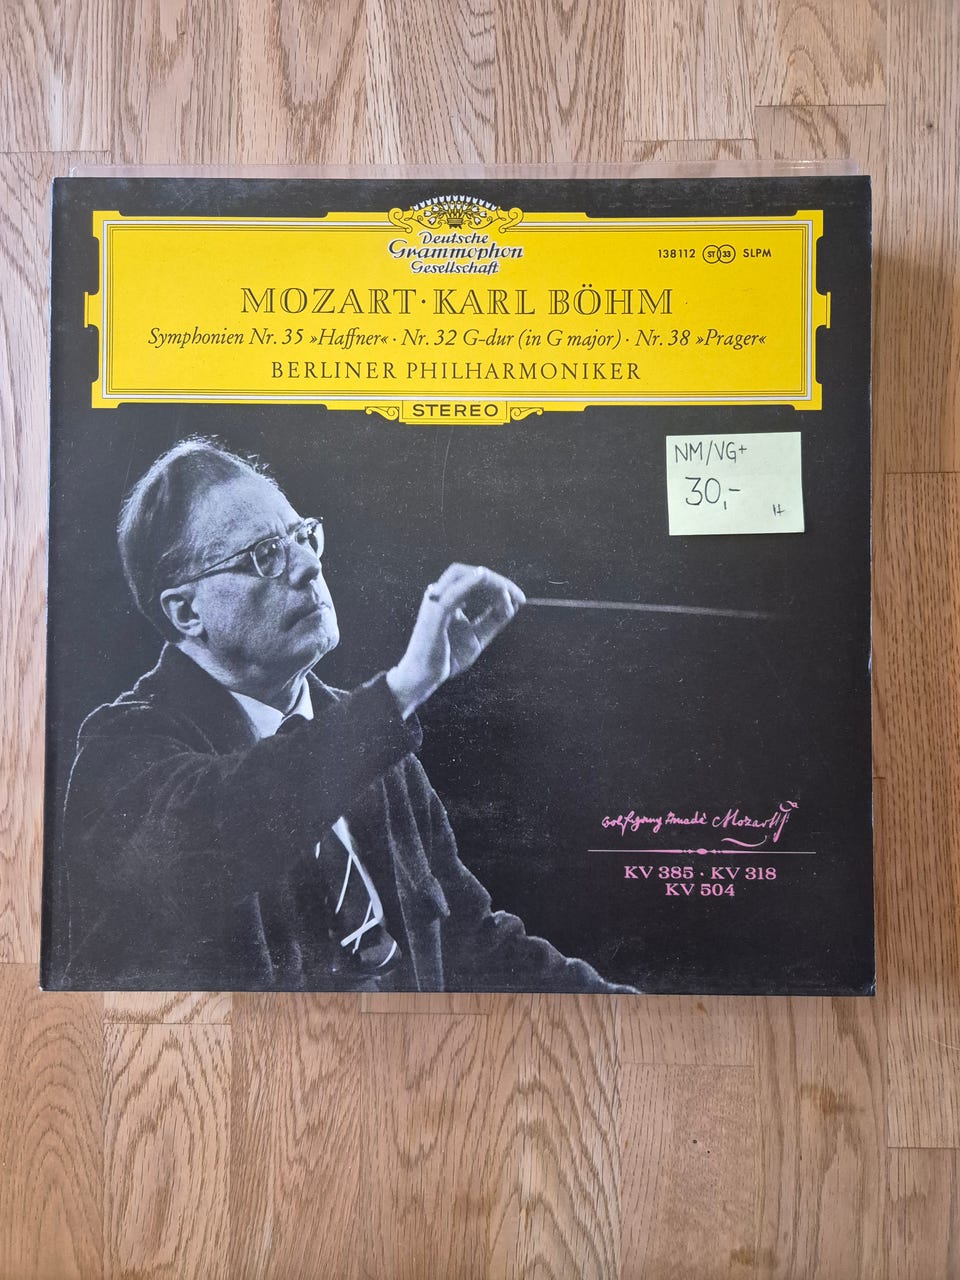 Deutsche
Grammophon
Gesellschaft
138112 ST 33 SLPM
MOZART · KARL BÖHM
Symphonien Nr. 35 »Haffner« · Nr. 32 G-dur (in G major) · Nr. 38 »Prager«
BERLINER PHILHARMONIKER
STEREO
NM/VG+
30,-
Wolfgang Amadè Mozart
KV 385 · KV 318
KV 504